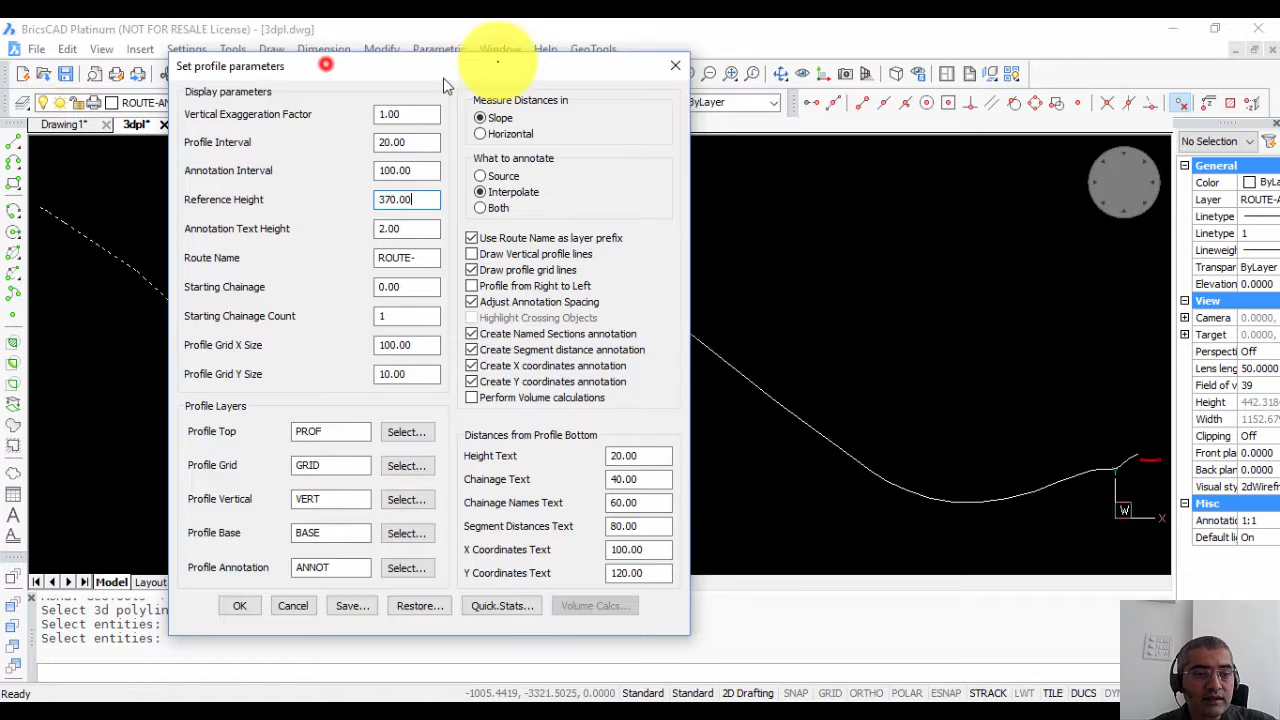 BricsCAD Platinum (NOT FOR RESALE License) - [3dpl.dwg]
File Edit View Insert Settings Tools Draw Dimension Modify Parametric Window Help GeoTools
ROUTE-AN
ByLayer
Drawing1*
3dpl*
Set profile parameters
Display parameters
Vertical Exaggeration Factor 1.00
Profile Interval 20.00
Annotation Interval 100.00
Reference Height 370.00
Annotation Text Height 2.00
Route Name ROUTE-
Starting Chainage 0.00
Starting Chainage Count 1
Profile Grid X Size 100.00
Profile Grid Y Size 10.00
Profile Layers
Profile Top PROF Select...
Profile Grid GRID Select...
Profile Vertical VERT Select...
Profile Base BASE Select...
Profile Annotation ANNOT Select...
Measure Distances in
Slope
Horizontal
What to annotate
Source
Interpolate
Both
Use Route Name as layer prefix
Draw Vertical profile lines
Draw profile grid lines
Profile from Right to Left
Adjust Annotation Spacing
Highlight Crossing Objects
Create Named Sections annotation
Create Segment distance annotation
Create X coordinates annotation
Create Y coordinates annotation
Perform Volume calculations
Distances from Profile Bottom
Height Text 20.00
Chainage Text 40.00
Chainage Names Text 60.00
Segment Distances Text 80.00
X Coordinates Text 100.00
Y Coordinates Text 120.00
OK Cancel Save... Restore... Quick.Stats... Volume Calcs...
W X
No Selection
General
Color ByLa
Layer ROUTE-A
Linetype
Linetype 1
Lineweig
Transpar ByLayer
Elevation 0.0000
View
Camera 0.0000,
Target 0.0000,
Perspecti Off
Lens leng 50.0000
Field of v 39
Height 442.3184
Width 1152.679
Clipping Off
Front plan 0.0000
Back plan 0.0000
Visual sty 2dWirefr
Misc
Annotatio 1:1
Default li On
Model Layout
Select 3d polylin
Select entities:
Select entities:
Ready
-1005.4419, -3321.5025, 0.0000 Standard Standard 2D Drafting SNAP GRID ORTHO POLAR ESNAP STRACK LWT TILE DUCS DYN